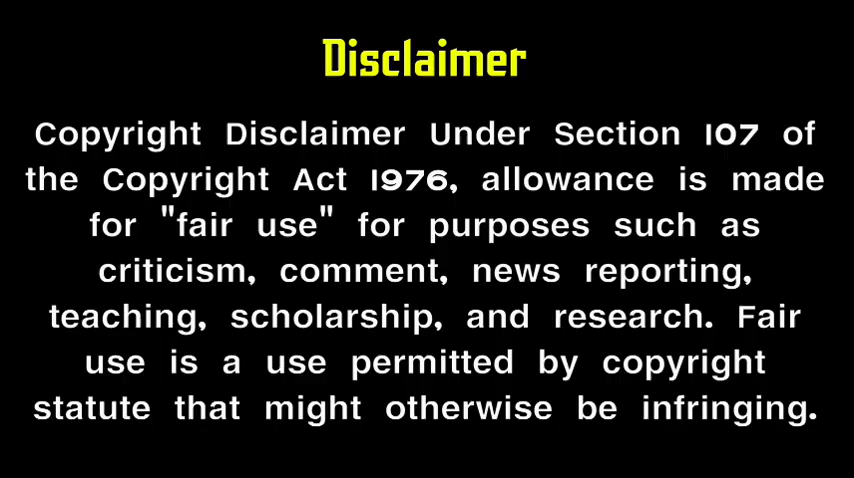 Disclaimer
Copyright Disclaimer Under Section 107 of
the Copyright Act 1976, allowance is made
for "fair use" for purposes such as
criticism, comment, news reporting,
teaching, scholarship, and research. Fair
use is a use permitted by copyright
statute that might otherwise be infringing.